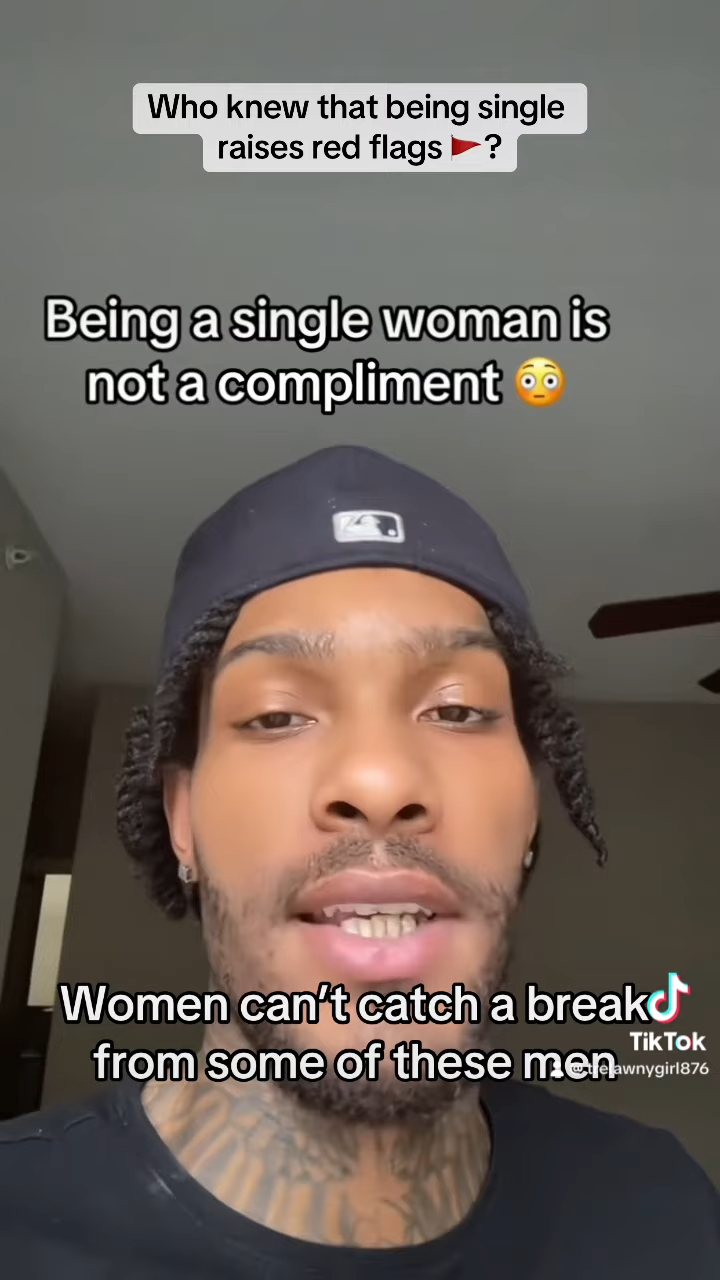 Who knew that being single
raises red flags 🚩?
Being a single woman is
not a compliment 😳
Women can't catch a break
from some of these men
TikTok